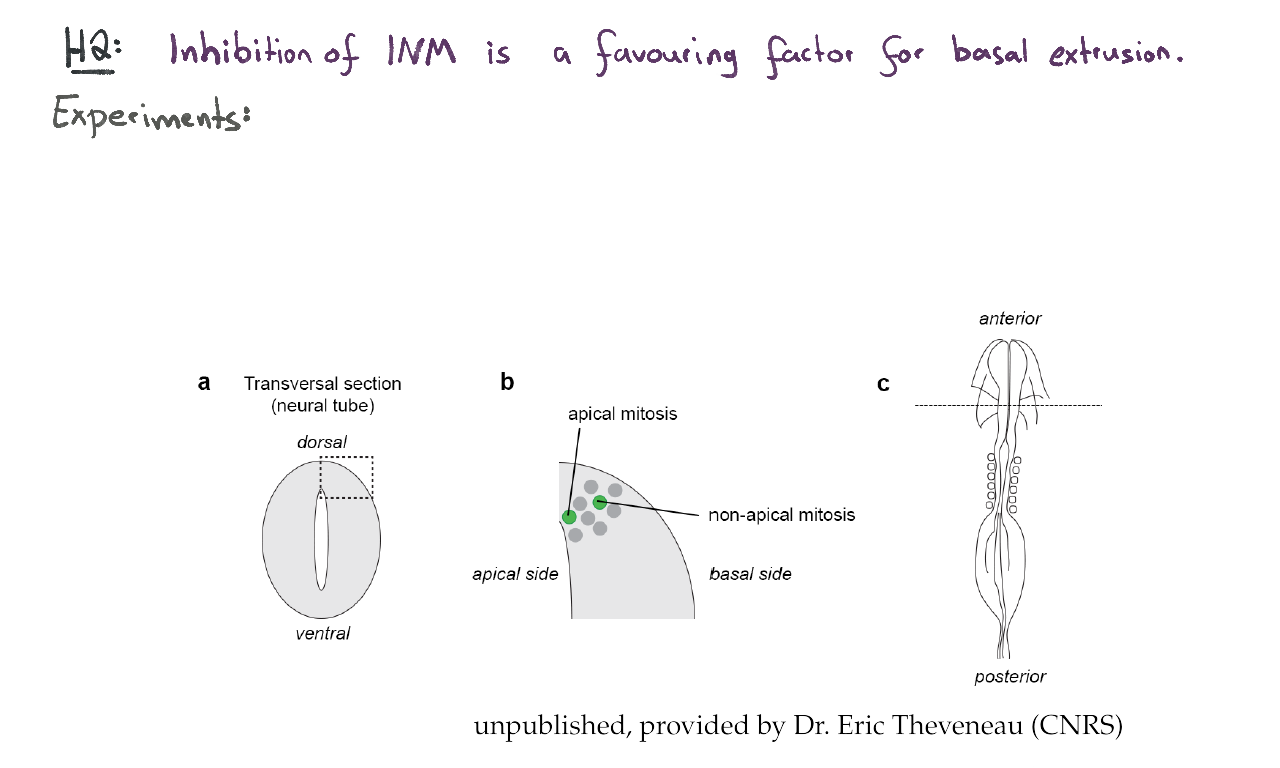 H2: Inhibition of INM is a favouring factor for basal extrusion.
Experiments:
a
Transversal section
(neural tube)
dorsal
ventral
b
apical mitosis
non-apical mitosis
apical side
basal side
c
anterior
posterior
unpublished, provided by Dr. Eric Theveneau (CNRS)